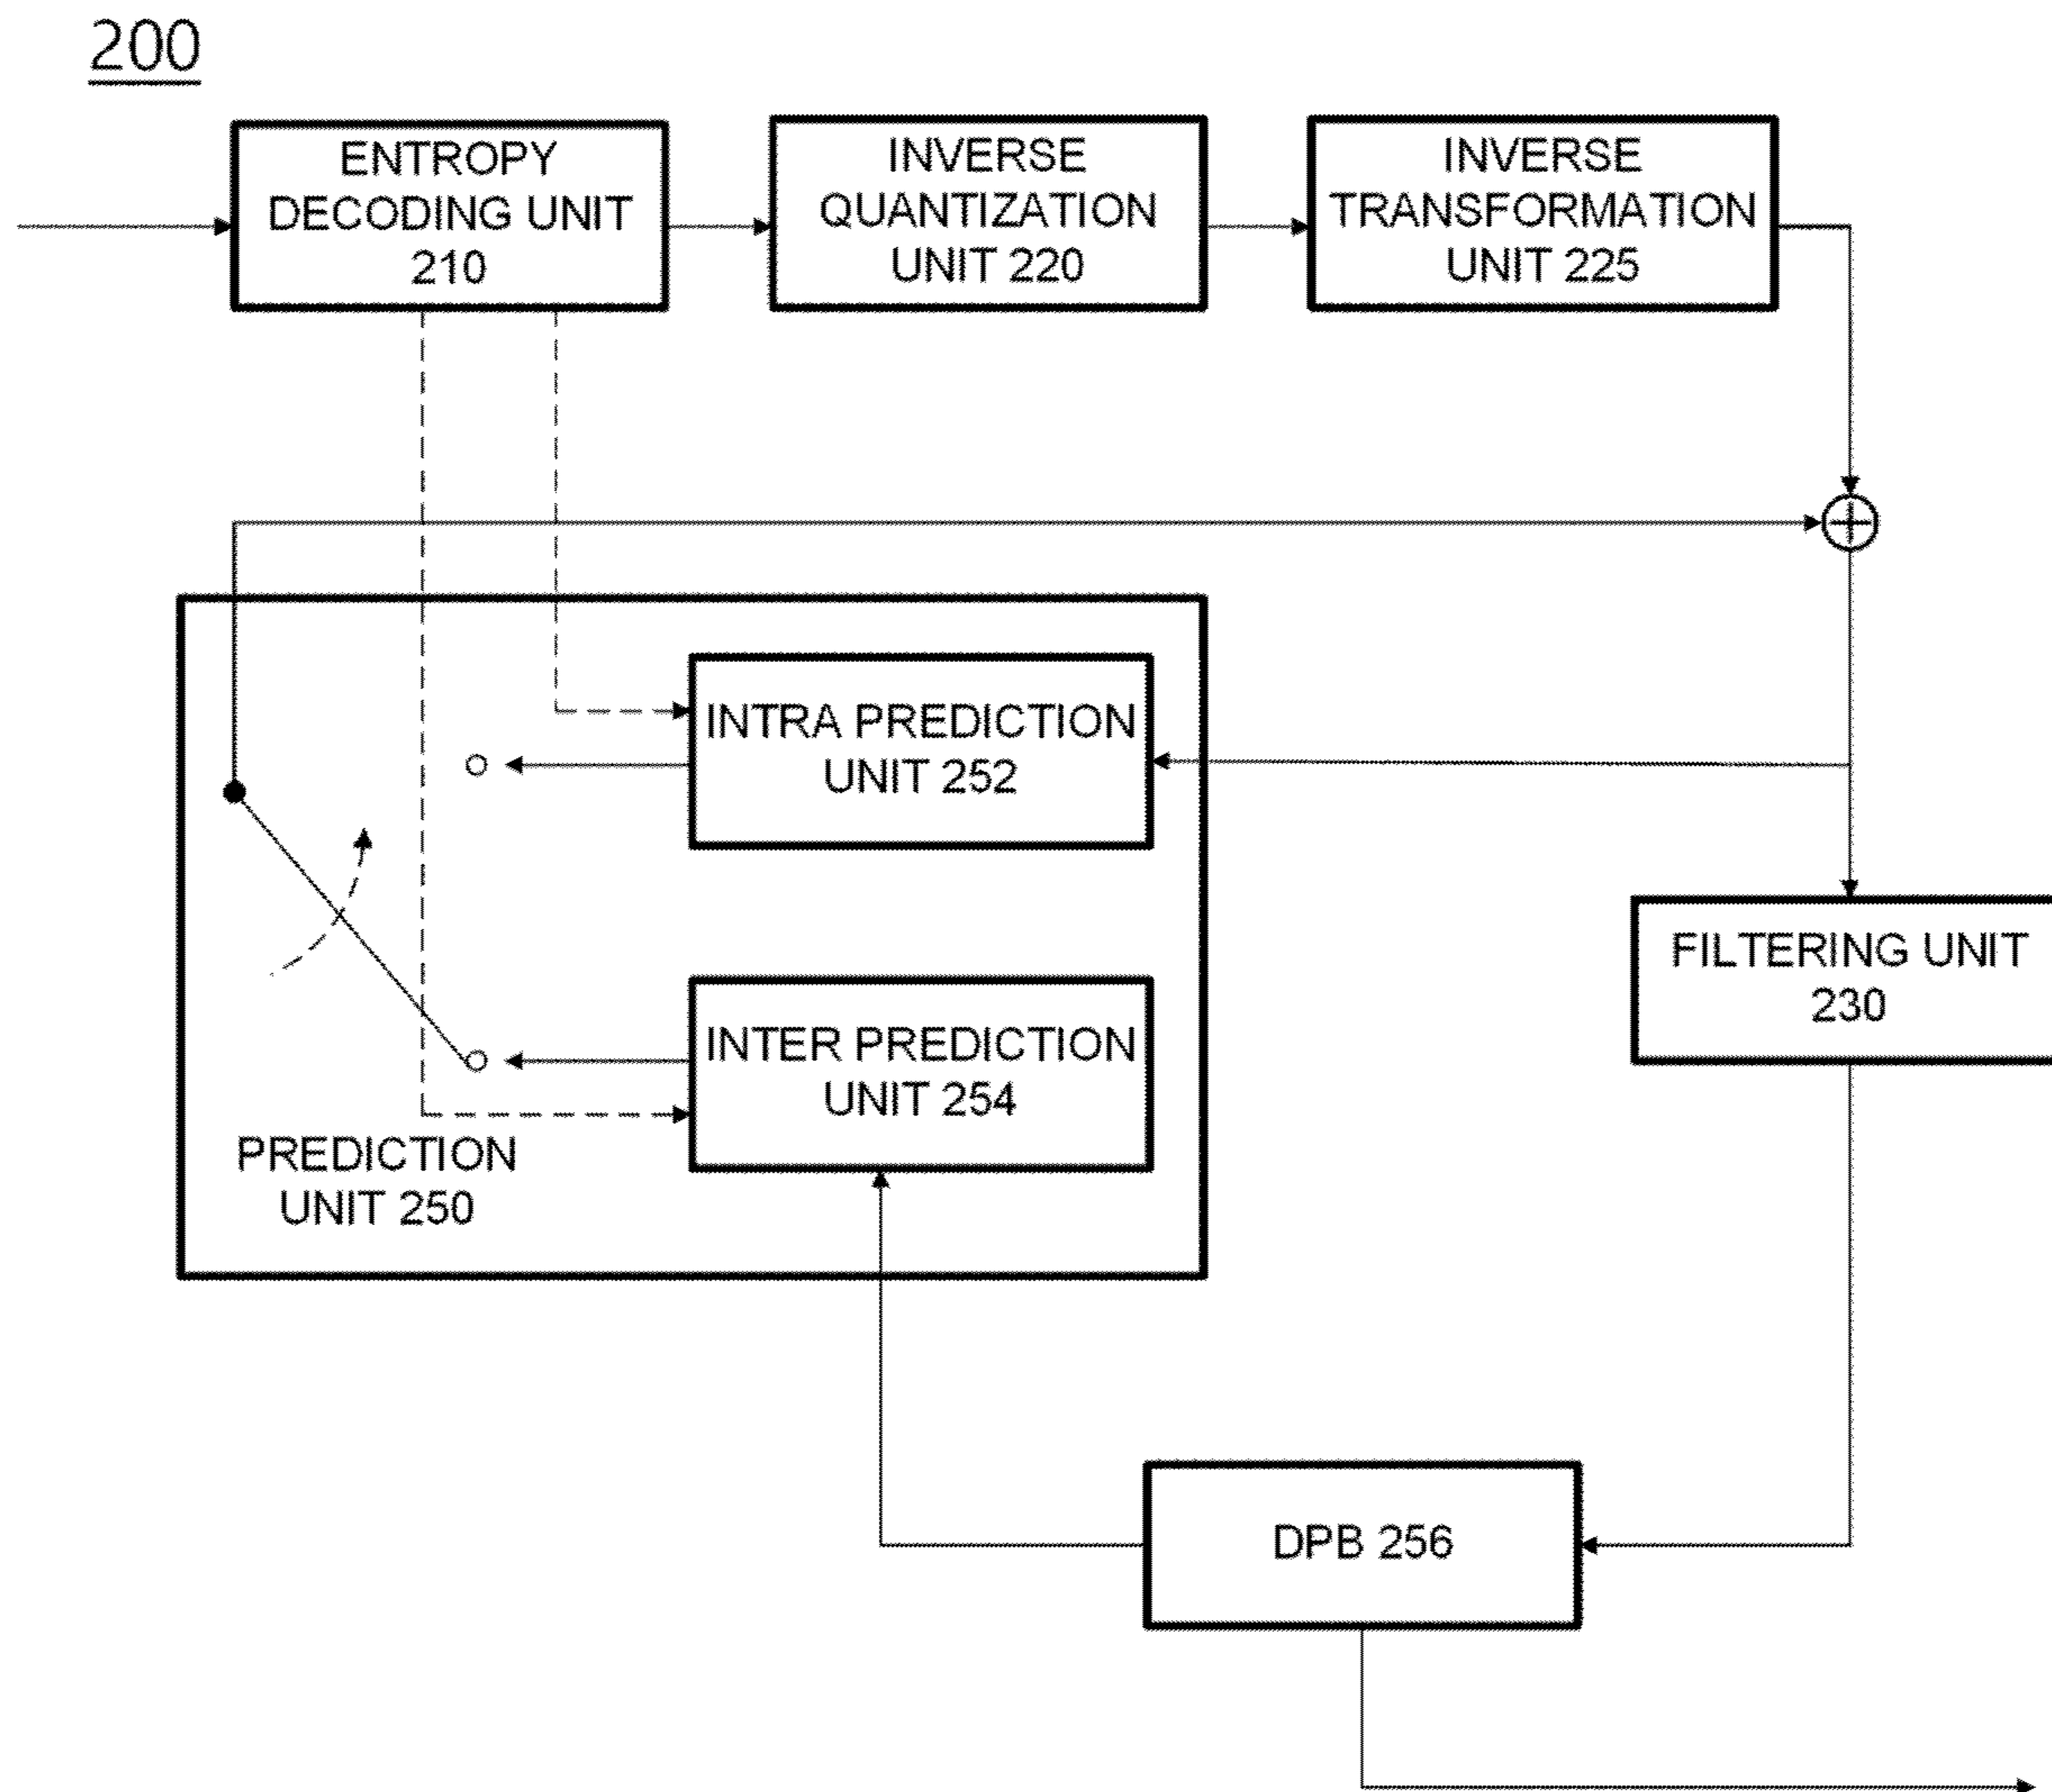 200
ENTROPY
DECODING UNIT
210
INVERSE
QUANTIZATION
UNIT 220
INVERSE
TRANSFORMATION
UNIT 225
INTRA PREDICTION
UNIT 252
FILTERING UNIT
230
INTER PREDICTION
UNIT 254
PREDICTION
UNIT 250
DPB 256